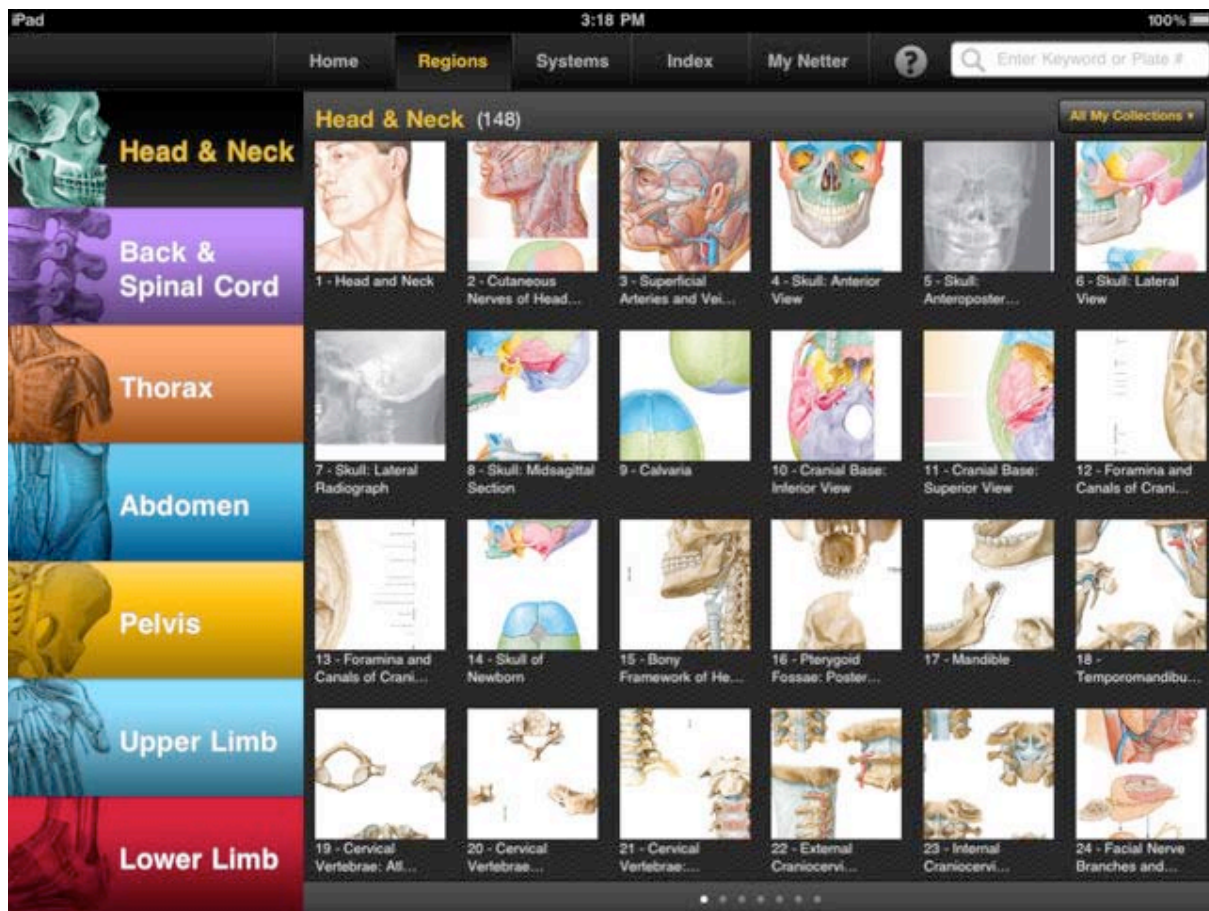 iPad
3:18 PM
100%
Home
Regions
Systems
Index
My Netter
?
Enter Keyword or Plate #
Head & Neck
Back &
Spinal Cord
Thorax
Abdomen
Pelvis
Upper Limb
Lower Limb
Head & Neck (148)
All My Collections
1 - Head and Neck
2 - Cutaneous
Nerves of Head...
3 - Superficial
Arteries and Vei...
4 - Skull: Anterior
View
5 - Skull:
Anteroposter...
6 - Skull: Lateral
View
7 - Skull: Lateral
Radiograph
8 - Skull: Midsagittal
Section
9 - Calvaria
10 - Cranial Base:
Inferior View
11 - Cranial Base:
Superior View
12 - Foramina and
Canals of Crani...
13 - Foramina and
Canals of Crani...
14 - Skull of
Newborn
15 - Bony
Framework of He...
16 - Pterygoid
Fossae: Poster...
17 - Mandible
18 -
Temporomandibu...
19 - Cervical
Vertebrae: Atl...
20 - Cervical
Vertebrae...
21 - Cervical
Vertebrae:...
22 - External
Craniocervi...
23 - Internal
Craniocervi...
24 - Facial Nerve
Branches and...